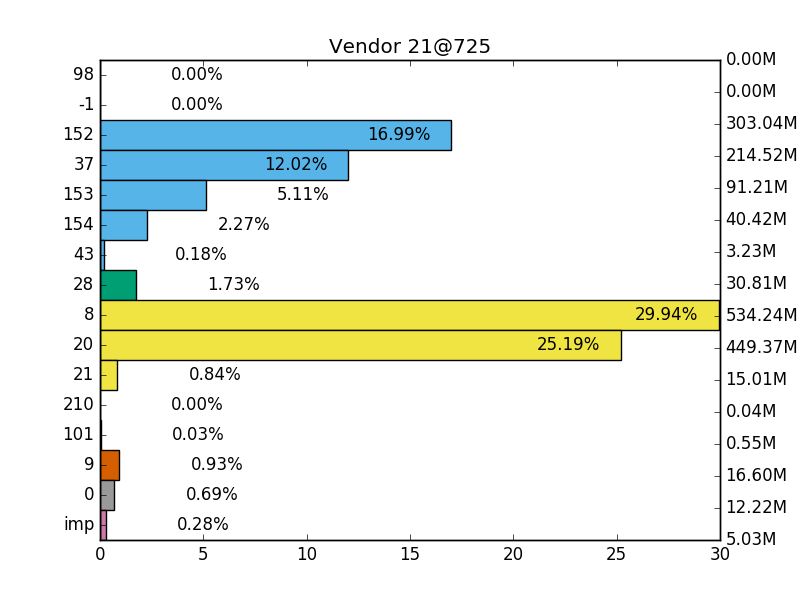 Vendor 21@725
98 0.00% 0.00M
-1 0.00% 0.00M
152 16.99% 303.04M
37 12.02% 214.52M
153 5.11% 91.21M
154 2.27% 40.42M
43 0.18% 3.23M
28 1.73% 30.81M
8 29.94% 534.24M
20 25.19% 449.37M
21 0.84% 15.01M
210 0.00% 0.04M
101 0.03% 0.55M
9 0.93% 16.60M
0 0.69% 12.22M
imp 0.28% 5.03M
0 5 10 15 20 25 30